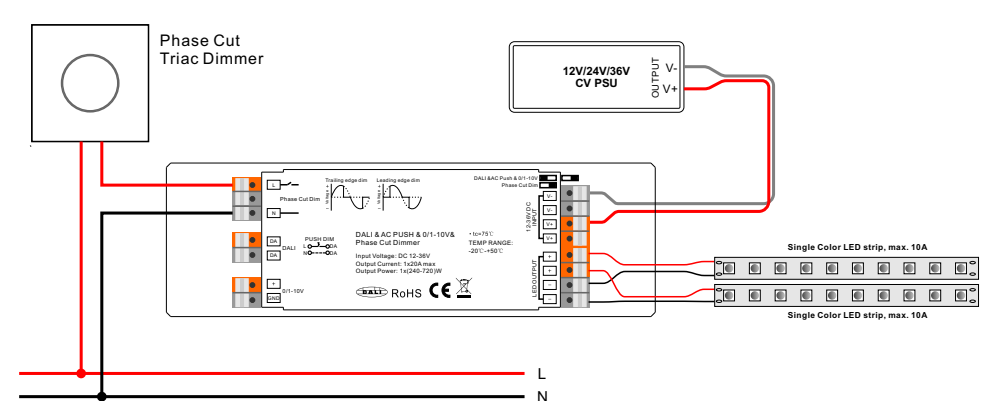 Phase Cut
Triac Dimmer
12V/24V/36V
CV PSU
OUTPUT
V-
V+
L
Phase Cut Dim
N
Trailing edge dim
Leading edge dim
DALI &AC Push & 0/1-10V
Phase Cut Dim
DA
DA
DALI
PUSH DIM
L DA
N DA
+
GND
0/1-10V
DALI & AC PUSH & 0/1-10V&
Phase Cut Dimmer
Input Voltage: DC 12-36V
Output Current: 1x20A max
Output Power: 1x(240-720)W
• tc=75℃
TEMP RANGE:
-20℃-+50℃
DALI RoHS CE
12-36VDC
INPUT
V-
V-
V+
V+
LED OUTPUT
+
+
−
−
Single Color LED strip, max. 10A
Single Color LED strip, max. 10A
L
N